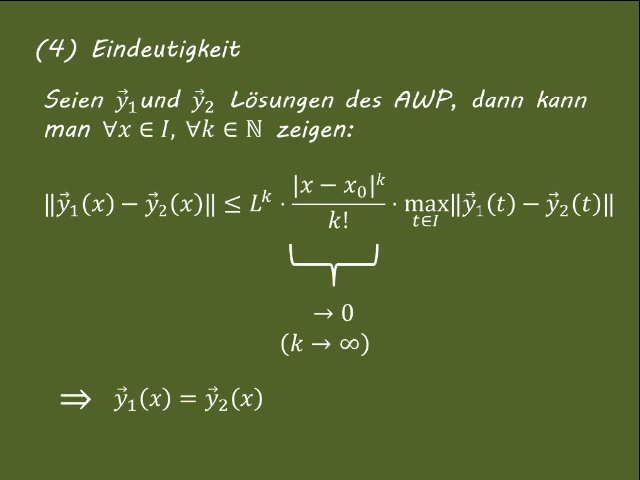 (4) Eindeutigkeit
Seien y⃗₁ und y⃗₂ Lösungen des AWP, dann kann
man ∀x ∈ I, ∀k ∈ ℕ zeigen:
‖y⃗₁(x) − y⃗₂(x)‖ ≤ Lᵏ · |x − x₀|ᵏ / k! · max_{t∈I} ‖y⃗₁(t) − y⃗₂(t)‖
→ 0
(k → ∞)
⇒ y⃗₁(x) = y⃗₂(x)